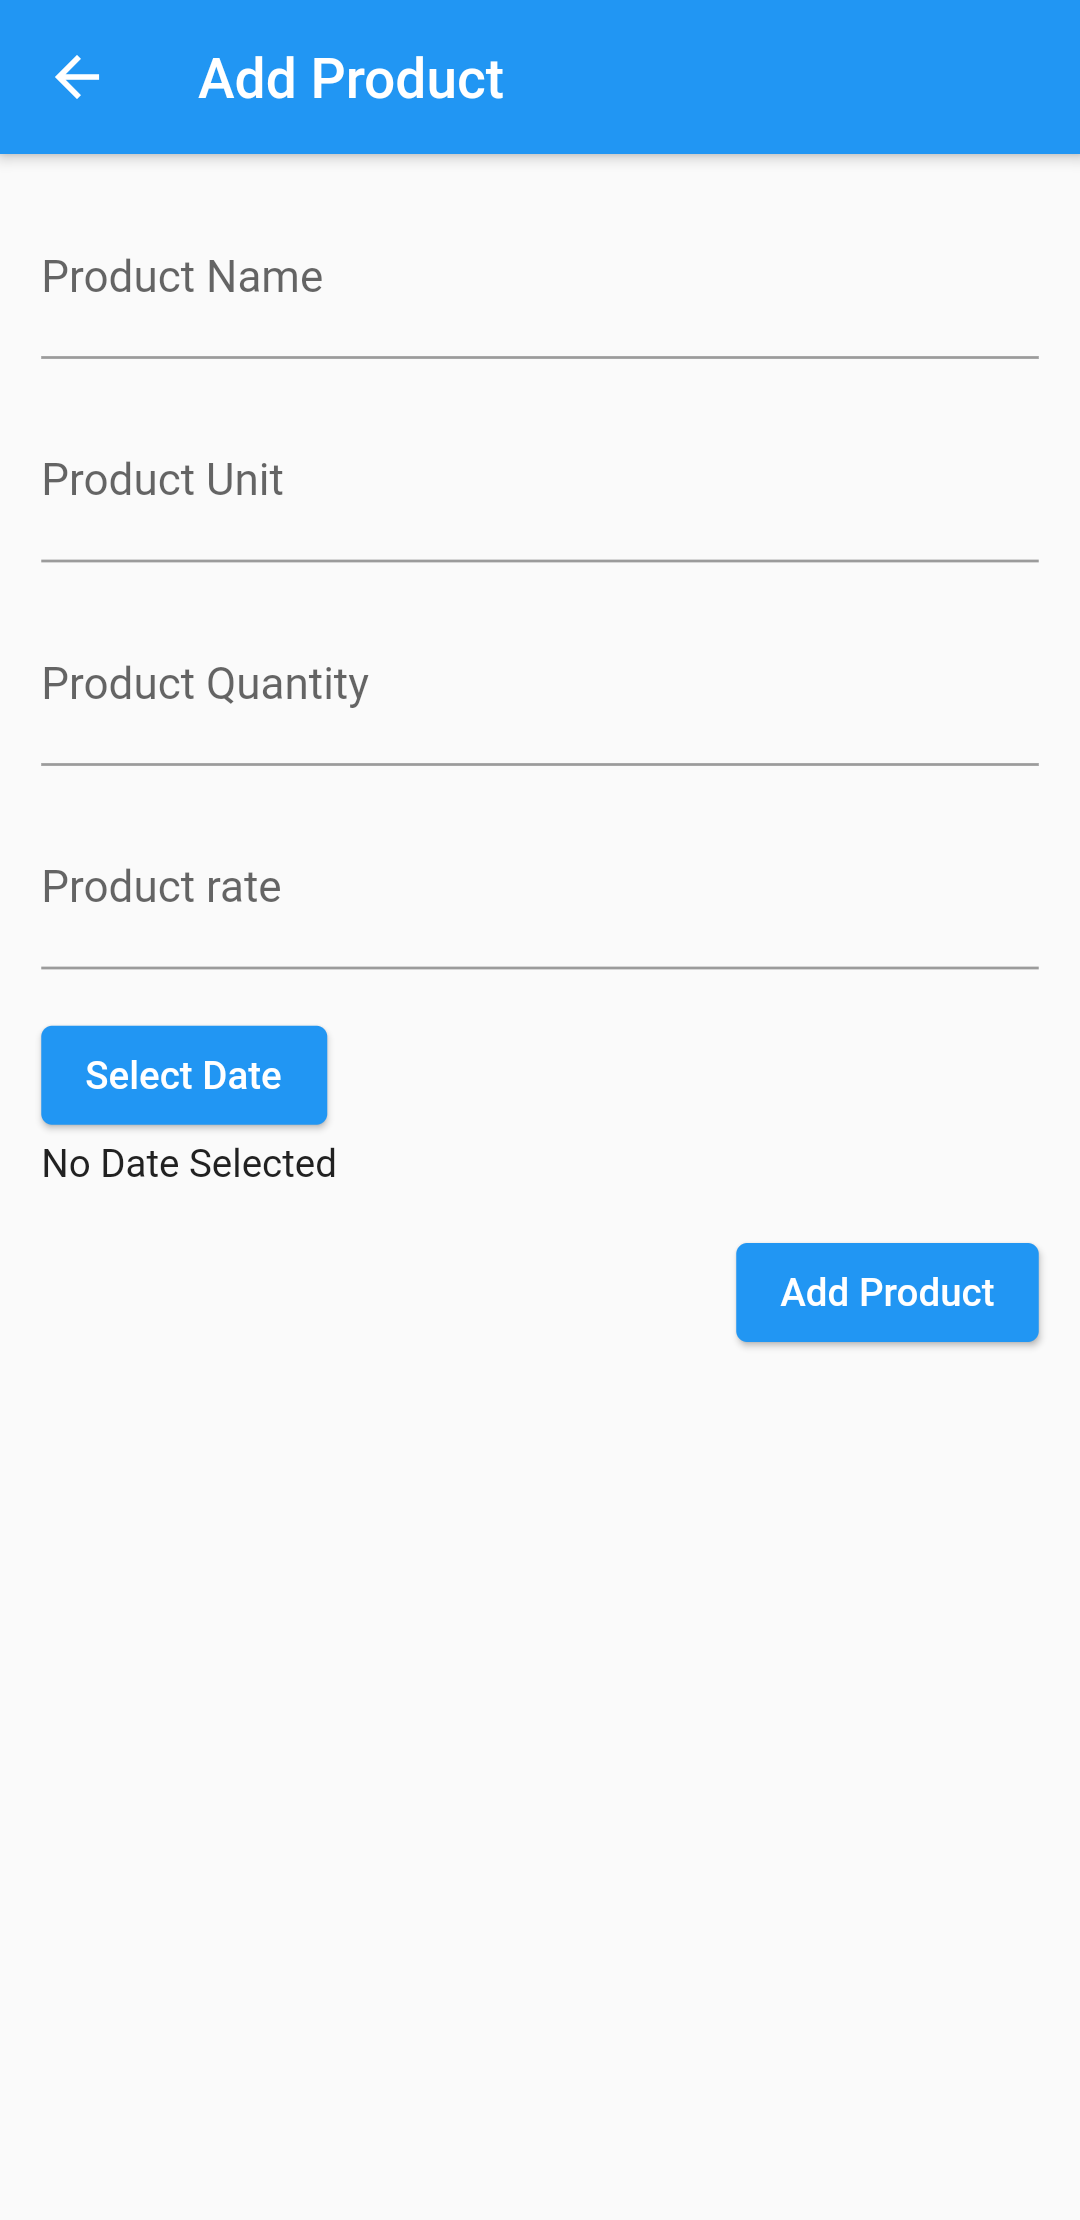 Add Product
Product Name
Product Unit
Product Quantity
Product rate
Select Date
No Date Selected
Add Product